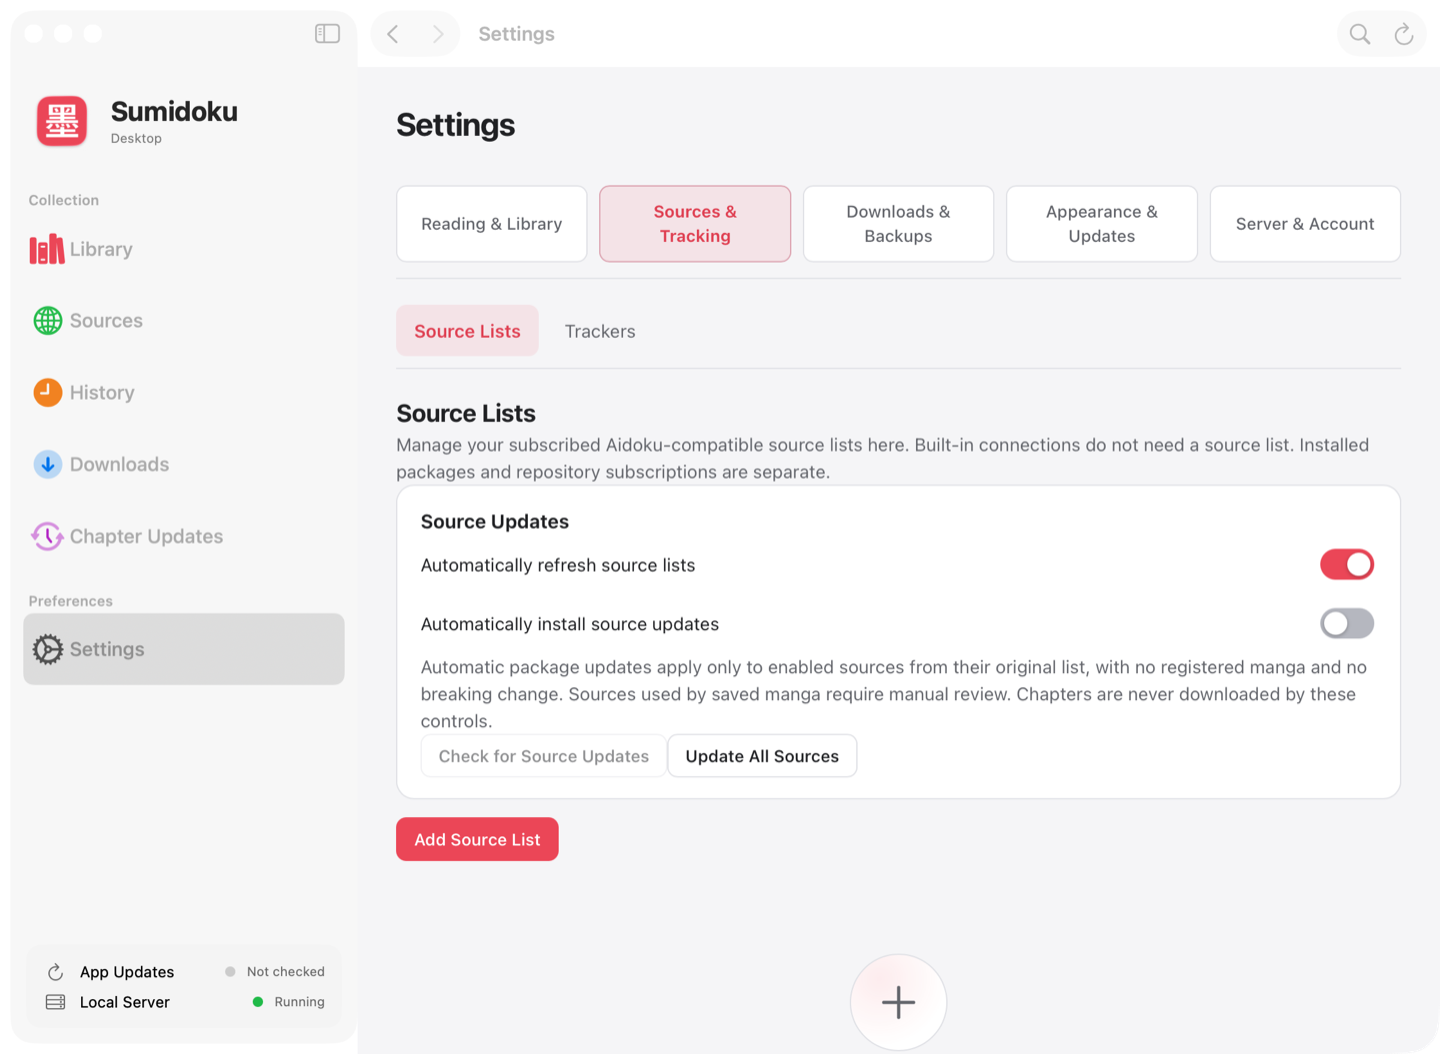 Settings
墨
Sumidoku
Desktop
Collection
Library
Sources
History
Downloads
Chapter Updates
Preferences
Settings
App Updates
Not checked
Local Server
Running
Settings
Reading & Library
Sources &
Tracking
Downloads &
Backups
Appearance &
Updates
Server & Account
Source Lists
Trackers
Source Lists
Manage your subscribed Aidoku-compatible source lists here. Built-in connections do not need a source list. Installed
packages and repository subscriptions are separate.
Source Updates
Automatically refresh source lists
Automatically install source updates
Automatic package updates apply only to enabled sources from their original list, with no registered manga and no
breaking change. Sources used by saved manga require manual review. Chapters are never downloaded by these
controls.
Check for Source Updates
Update All Sources
Add Source List